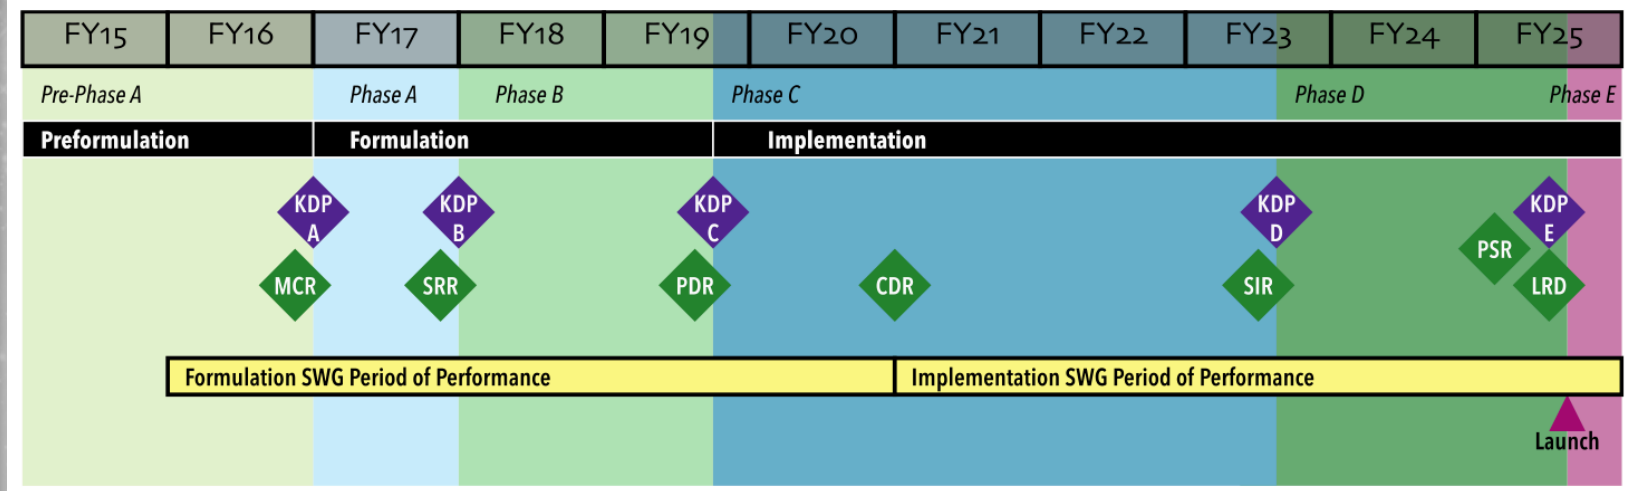 FY15 FY16 FY17 FY18 FY19 FY20 FY21 FY22 FY23 FY24 FY25
Pre-Phase A Phase A Phase B Phase C Phase D Phase E
Preformulation Formulation Implementation
KDP A
KDP B
KDP C
KDP D
KDP E
PSR
MCR SRR PDR CDR SIR LRD
Formulation SWG Period of Performance Implementation SWG Period of Performance
Launch